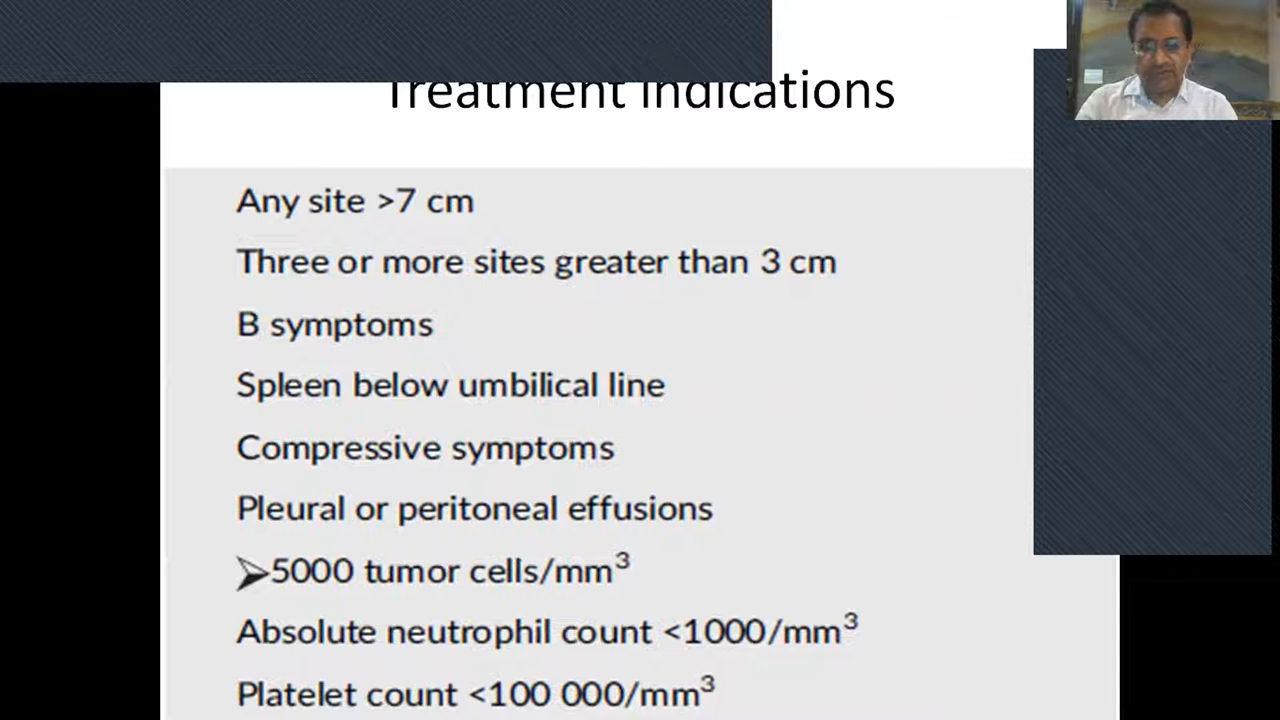 Treatment Indications
Any site >7 cm
Three or more sites greater than 3 cm
B symptoms
Spleen below umbilical line
Compressive symptoms
Pleural or peritoneal effusions
➢5000 tumor cells/mm³
Absolute neutrophil count <1000/mm³
Platelet count <100 000/mm³